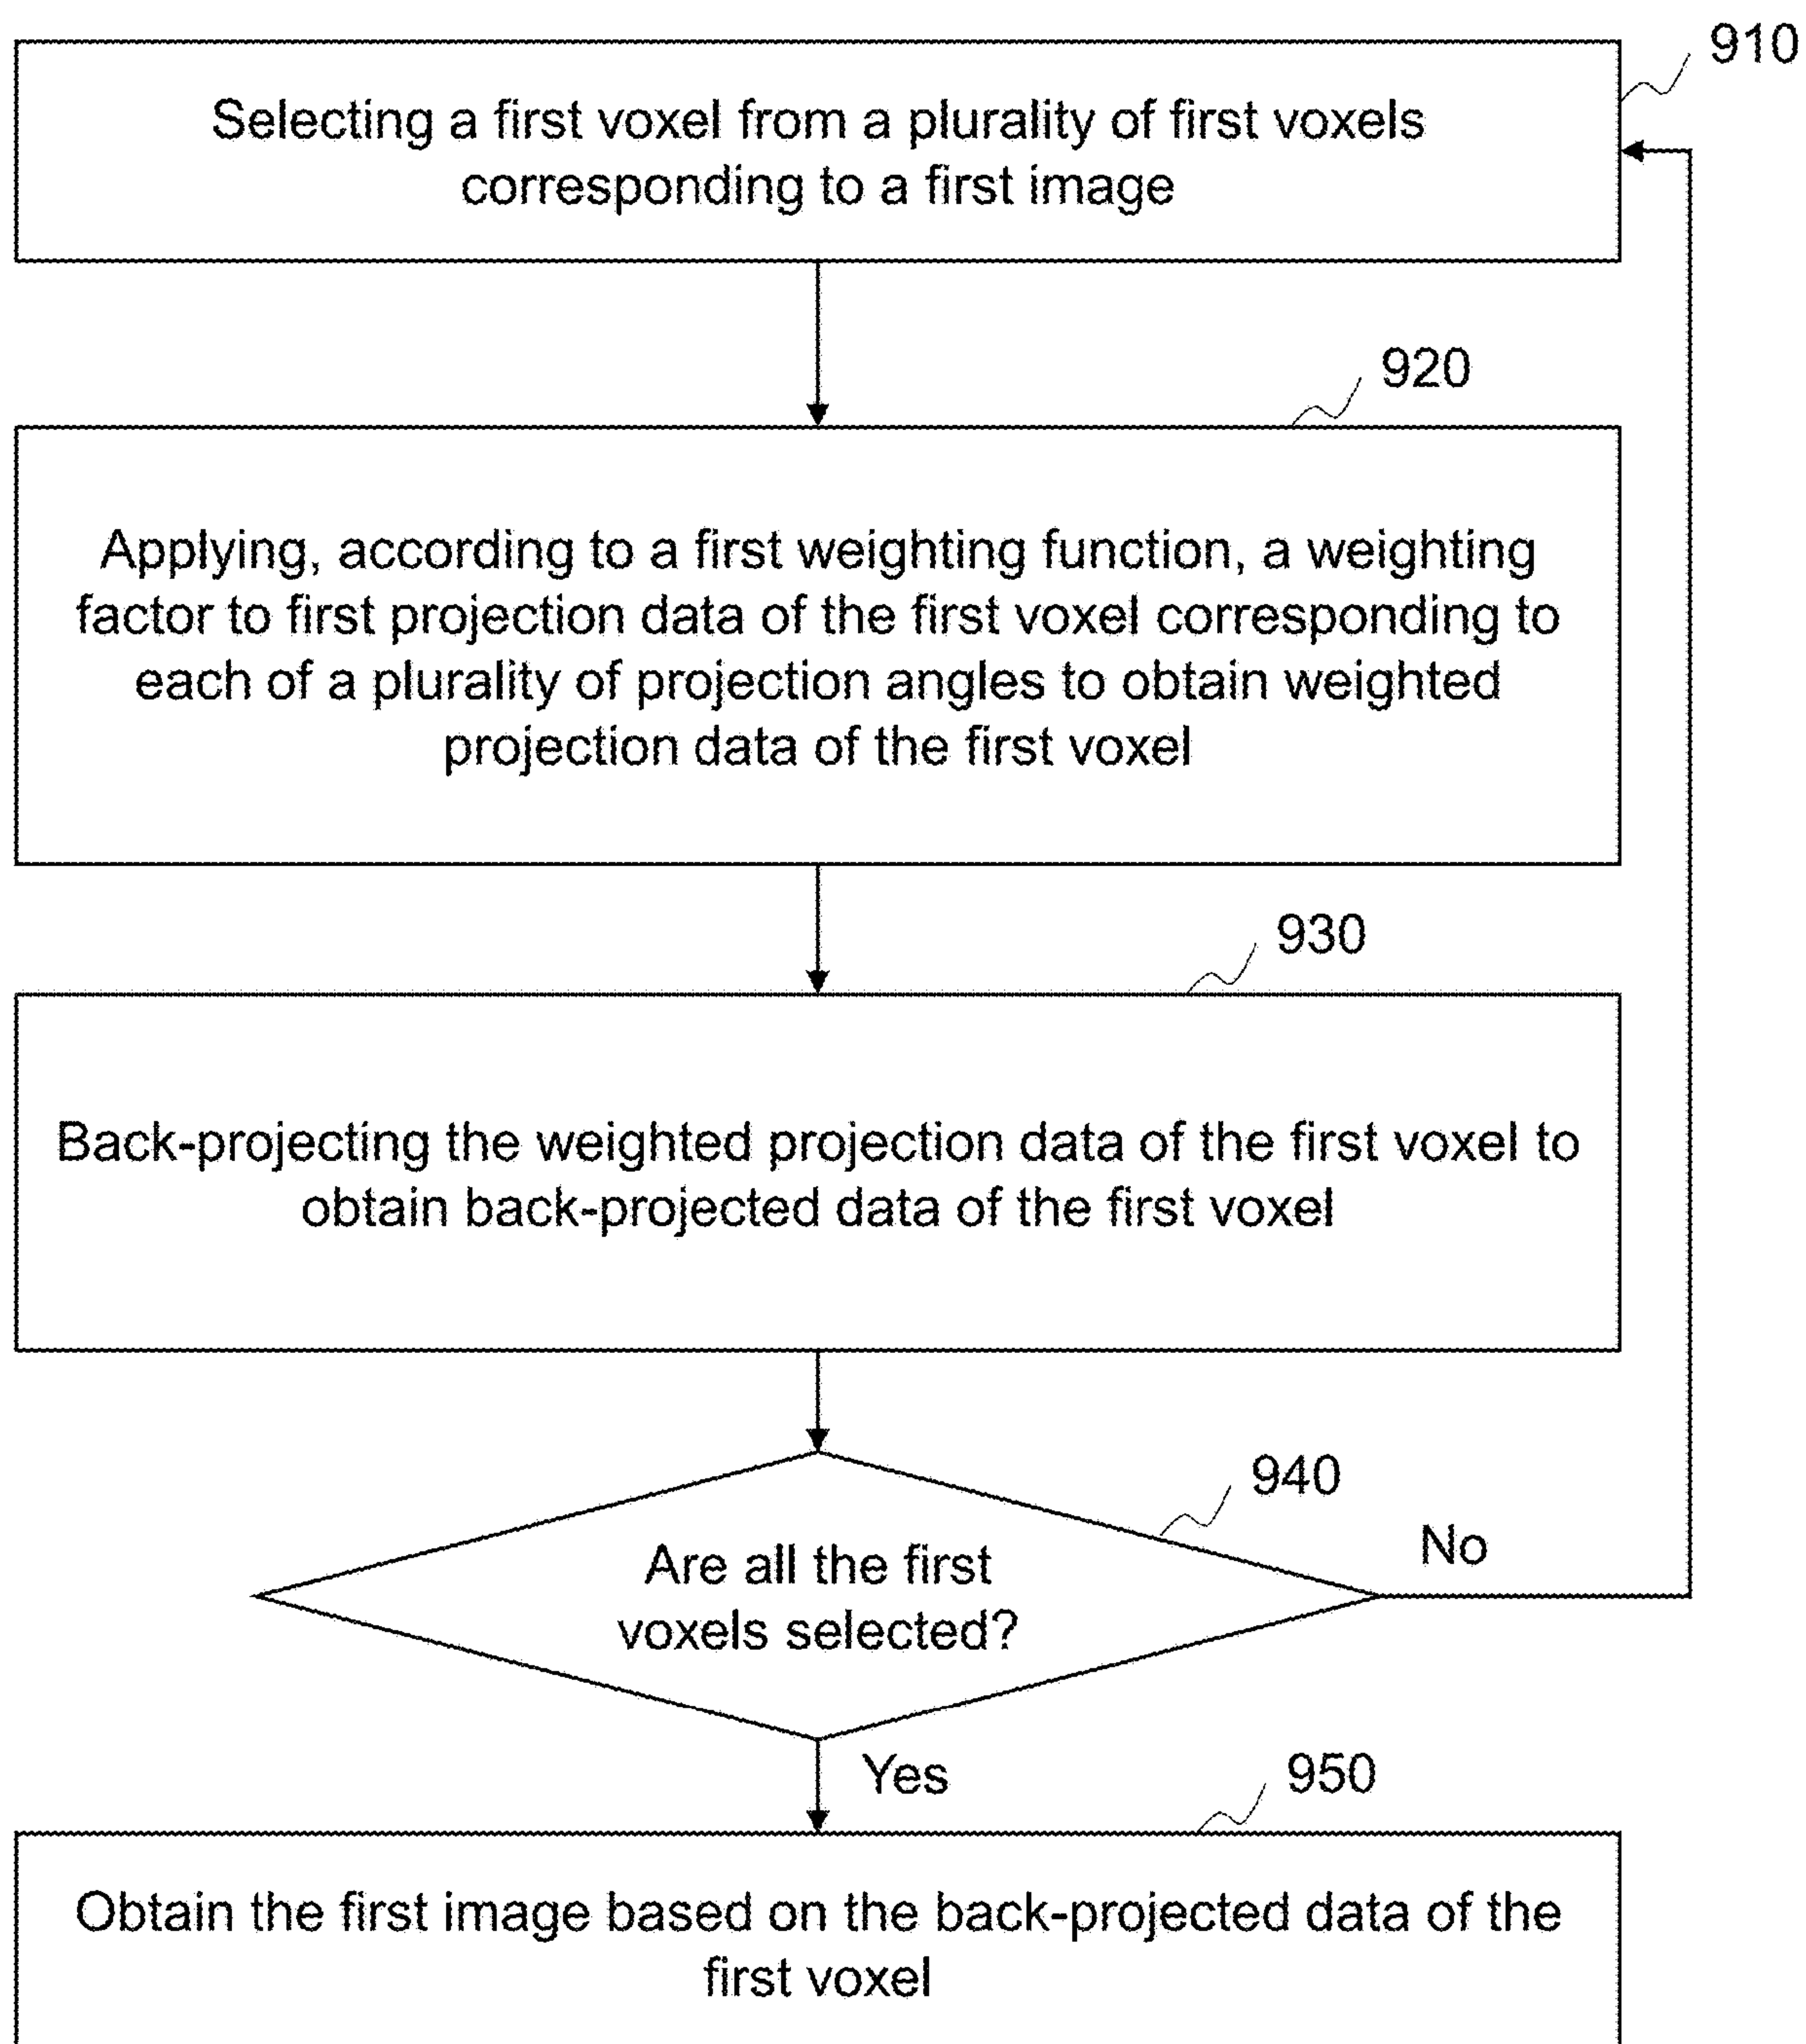 910
Selecting a first voxel from a plurality of first voxels
corresponding to a first image
920
Applying, according to a first weighting function, a weighting
factor to first projection data of the first voxel corresponding to
each of a plurality of projection angles to obtain weighted
projection data of the first voxel
930
Back-projecting the weighted projection data of the first voxel to
obtain back-projected data of the first voxel
940
No
Are all the first
voxels selected?
Yes
950
Obtain the first image based on the back-projected data of the
first voxel